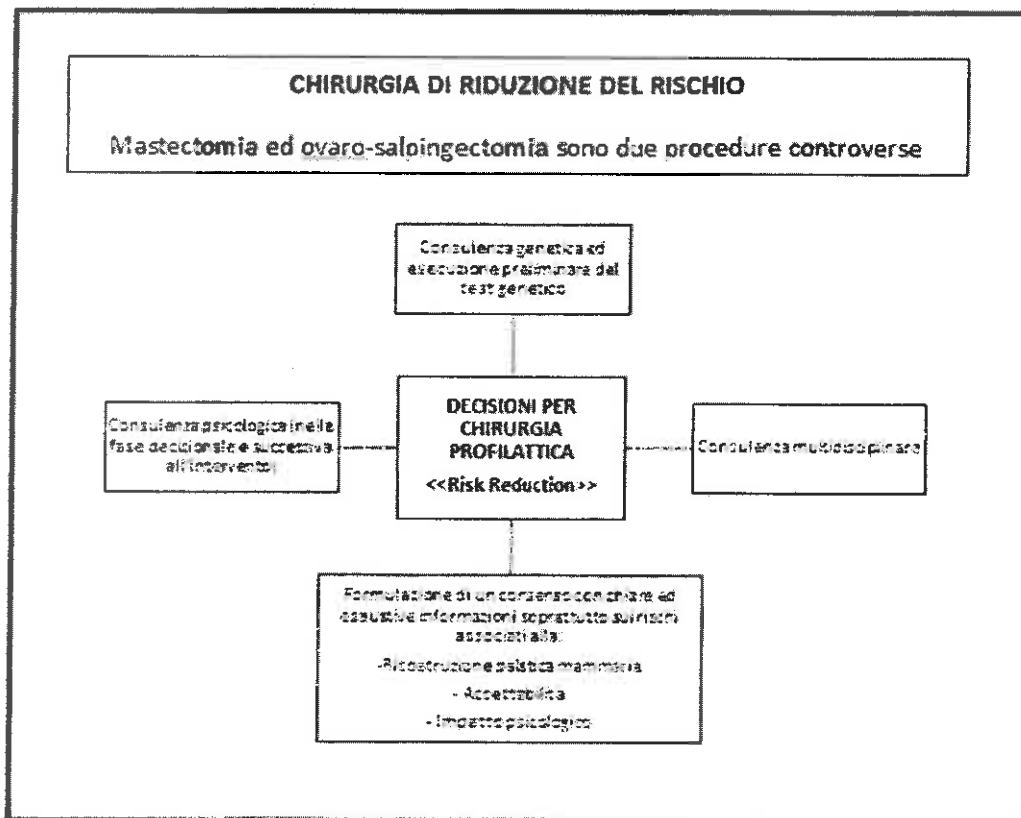 CHIRURGIA DI RIDUZIONE DEL RISCHIO
Mastectomia ed ovaro-salpingectomia sono due procedure controverse
Consulenza genetica ed
esecuzione preliminare del
test genetico
Consulenza psicologica (nella
fase decisionale e successiva
all'intervento)
DECISIONI PER
CHIRURGIA
PROFILATTICA
<<Risk Reduction>>
Consulenza multidisciplinare
Formulazione di un consenso con chiare ed
esaustive informazioni soprattutto sui rischi
associati alla:
-Ricostruzione mammaria
- Accettabilità
- Impatto psicologico